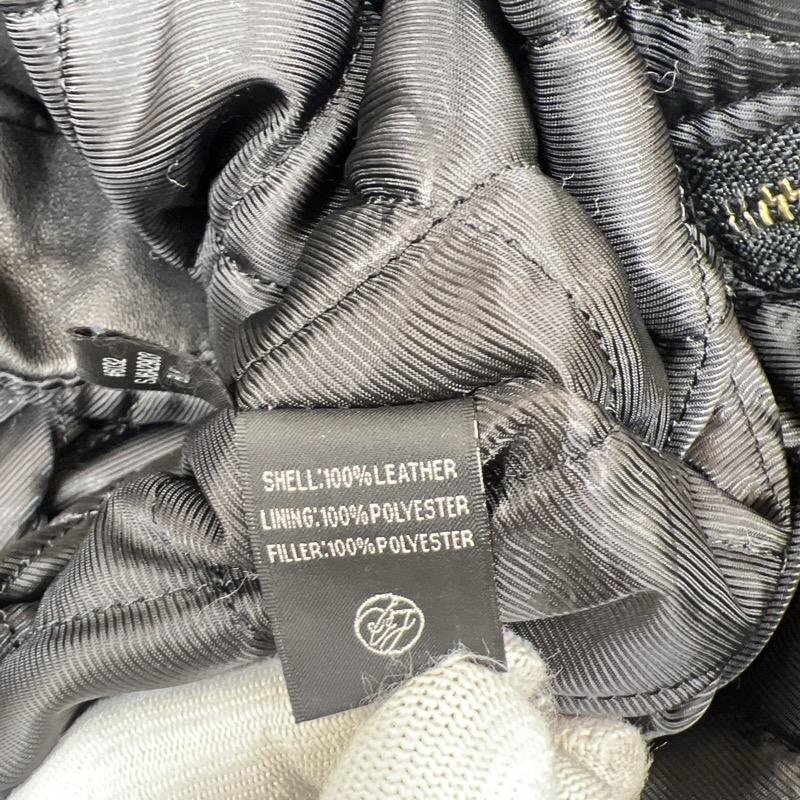 SHELL:100%LEATHER
LINING:100%POLYESTER
FILLER:100%POLYESTER